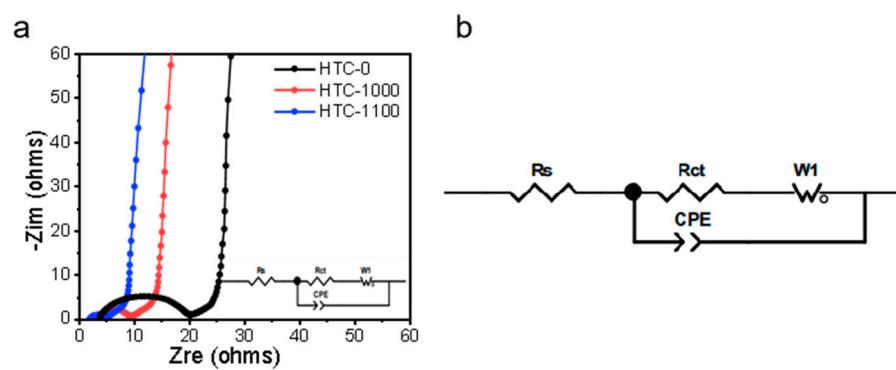 a
b
60
50
40
30
20
10
0
-Zim (ohms)
HTC-0
HTC-1000
HTC-1100
Rs
Rct
W1
CPE
0 10 20 30 40 50 60
Zre (ohms)
Rs
Rct
W1
CPE